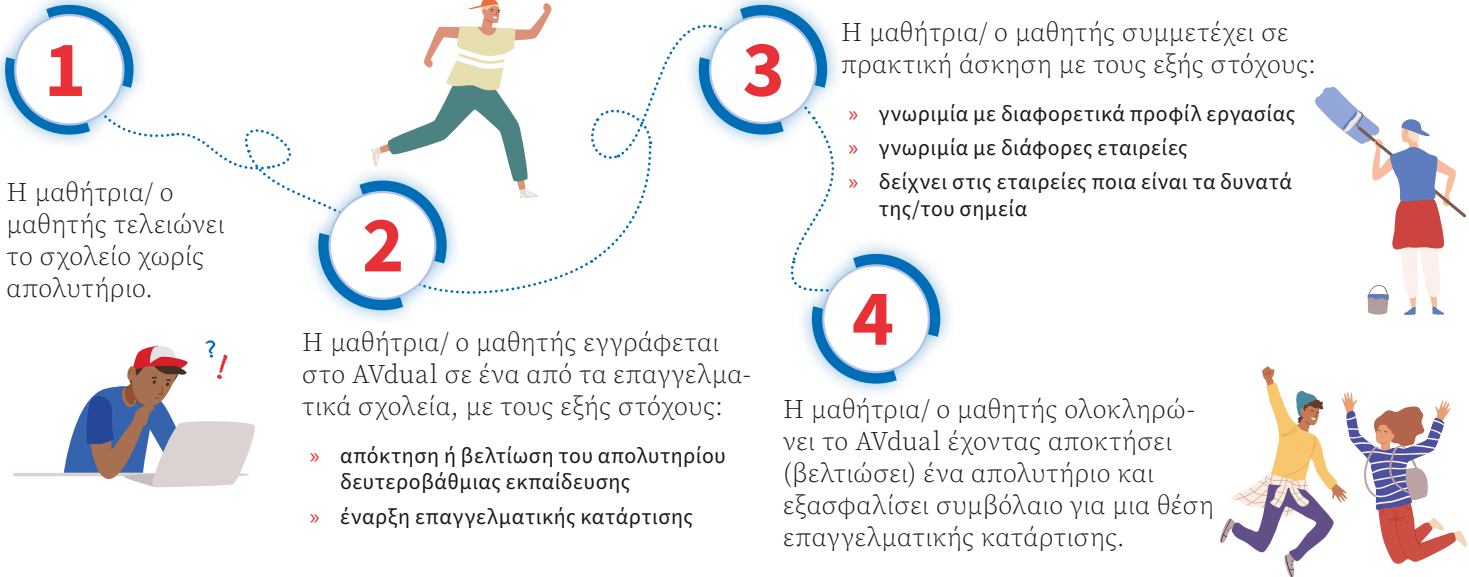 1
Η μαθήτρια/ ο
μαθητής τελειώνει
το σχολείο χωρίς
απολυτήριο.
? !
2
Η μαθήτρια/ ο μαθητής εγγράφεται
στο AVdual σε ένα από τα επαγγελμα-
τικά σχολεία, με τους εξής στόχους:
» απόκτηση ή βελτίωση του απολυτηρίου
δευτεροβάθμιας εκπαίδευσης
» έναρξη επαγγελματικής κατάρτισης
3
Η μαθήτρια/ ο μαθητής συμμετέχει σε
πρακτική άσκηση με τους εξής στόχους:
» γνωριμία με διαφορετικά προφίλ εργασίας
» γνωριμία με διάφορες εταιρείες
» δείχνει στις εταιρείες ποια είναι τα δυνατά
της/του σημεία
4
Η μαθήτρια/ ο μαθητής ολοκληρώ-
νει το AVdual έχοντας αποκτήσει
(βελτιώσει) ένα απολυτήριο και
εξασφαλίσει συμβόλαιο για μια θέση
επαγγελματικής κατάρτισης.